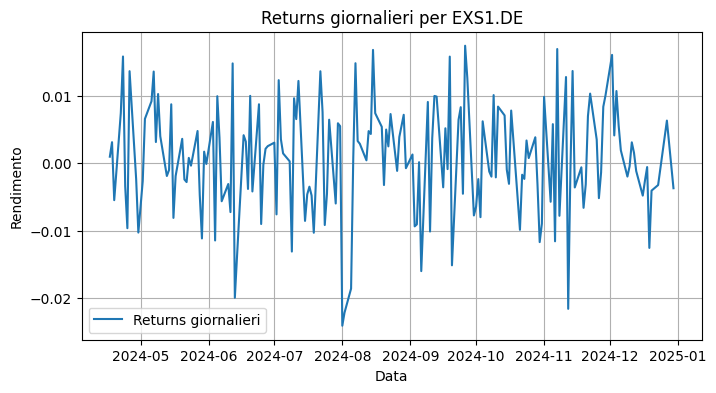 Returns giornalieri per EXS1.DE
Rendimento
0.01
0.00
−0.01
−0.02
Returns giornalieri
2024-05 2024-06 2024-07 2024-08 2024-09 2024-10 2024-11 2024-12 2025-01
Data